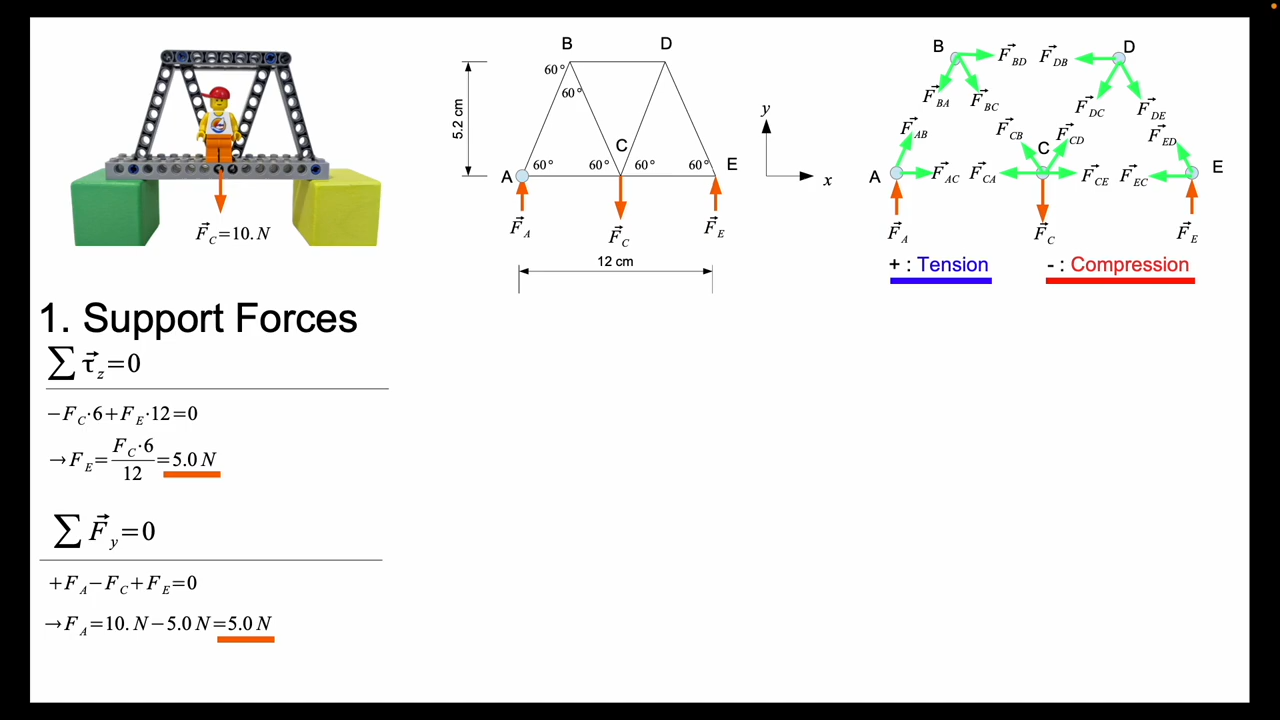 F⃗_C=10. N
B D
60°
60°
5.2 cm
C
A 60° 60° 60° 60° E
F⃗_A F⃗_C F⃗_E
12 cm
y
x
B F⃗_BD F⃗_DB D
F⃗_BA F⃗_BC F⃗_DC F⃗_DE
F⃗_AB F⃗_CB C F⃗_CD F⃗_ED
A F⃗_AC F⃗_CA F⃗_CE F⃗_EC E
F⃗_A F⃗_C F⃗_E
+ : Tension - : Compression
1. Support Forces
∑ τ⃗_z=0
−F_C·6+F_E·12=0
→F_E=F_C·6/12=5.0 N
∑ F⃗_y=0
+F_A−F_C+F_E=0
→F_A=10. N−5.0 N=5.0 N